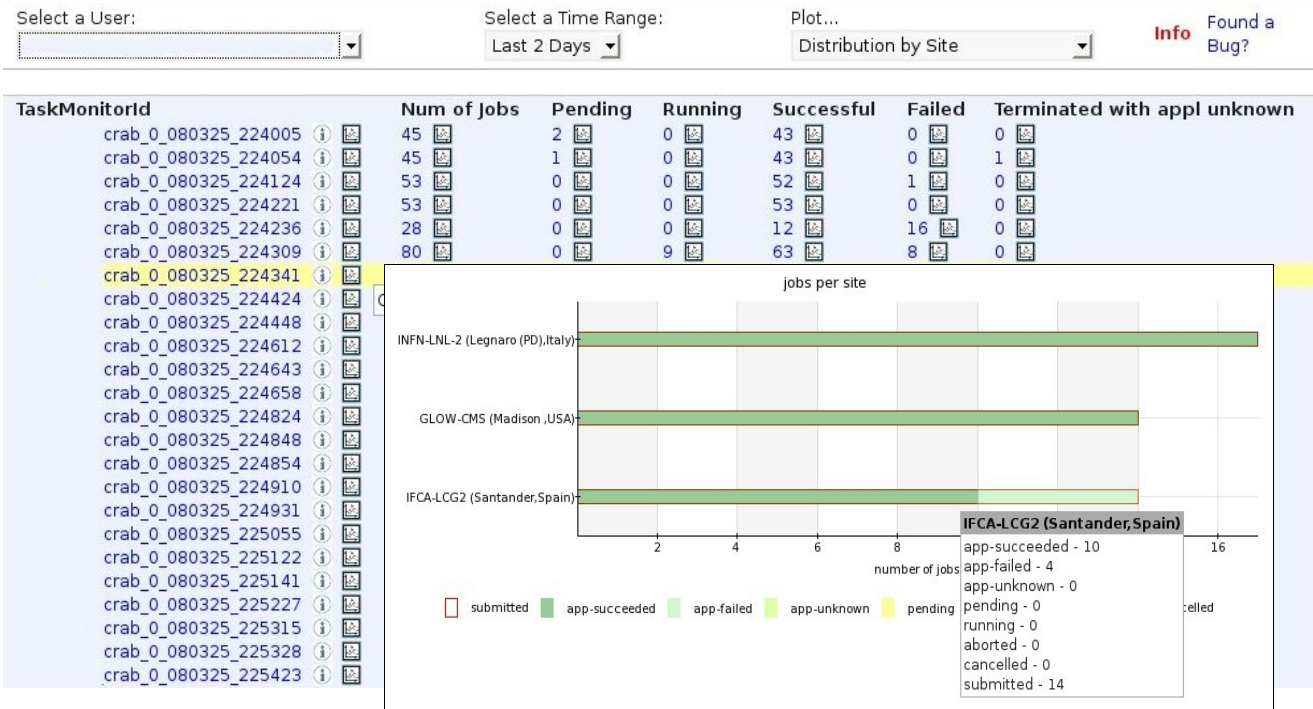 Select a User: Select a Time Range: Plot... Info Found a
Last 2 Days Distribution by Site Bug?
TaskMonitorId Num of Jobs Pending Running Successful Failed Terminated with appl unknown
crab_0_080325_224005 45 2 0 43 0 0
crab_0_080325_224054 45 1 0 43 0 1
crab_0_080325_224124 53 0 0 52 1 0
crab_0_080325_224221 53 0 0 53 0 0
crab_0_080325_224236 28 0 0 12 16 0
crab_0_080325_224309 80 0 9 63 8 0
crab_0_080325_224341
crab_0_080325_224424
crab_0_080325_224448
crab_0_080325_224612
crab_0_080325_224643
crab_0_080325_224658
crab_0_080325_224824
crab_0_080325_224848
crab_0_080325_224854
crab_0_080325_224910
crab_0_080325_224931
crab_0_080325_225055
crab_0_080325_225122
crab_0_080325_225141
crab_0_080325_225227
crab_0_080325_225315
crab_0_080325_225328
crab_0_080325_225423
jobs per site
INFN-LNL-2 (Legnaro (PD),Italy)
GLOW-CMS (Madison ,USA)
IFCA-LCG2 (Santander,Spain)
2 4 6 8 16
number of jobs
submitted app-succeeded app-failed app-unknown pending
IFCA-LCG2 (Santander,Spain)
app-succeeded - 10
app-failed - 4
app-unknown - 0
pending - 0
running - 0
aborted - 0
cancelled - 0
submitted - 14